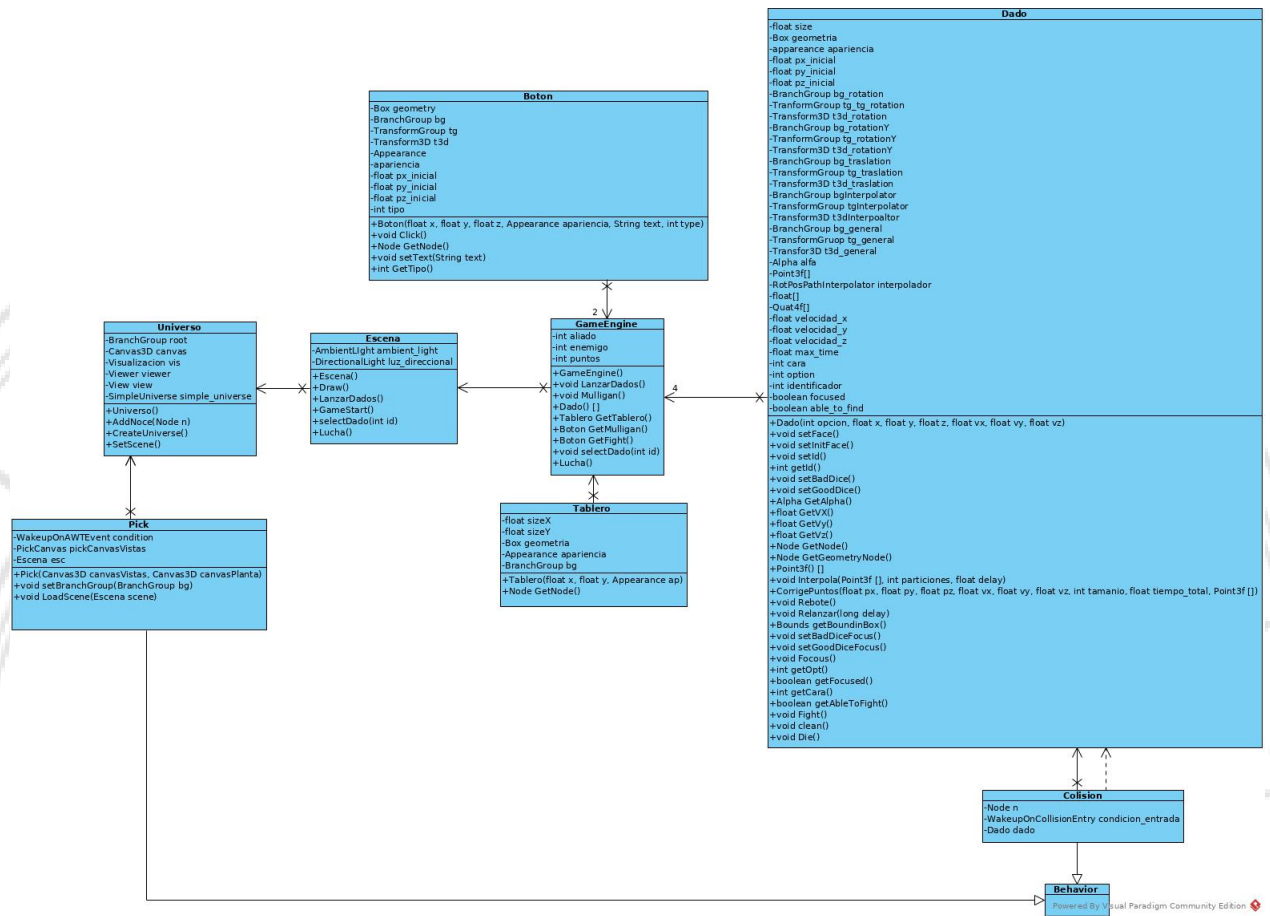 Dado
-float size
-Box geometria
-appareance apariencia
-float px_inicial
-float py_inicial
-float pz_inicial
-BranchGroup bg_rotation
-TranformGroup tg_tg_rotation
-Transform3D t3d_rotation
-BranchGroup bg_rotationY
-TranformGroup tg_rotationY
-Transform3D t3d_rotationY
-BranchGroup bg_traslation
-TransformGroup tg_traslation
-Transform3D t3d_traslation
-BranchGroup bgInterpolator
-TransformGroup tgInterpolator
-Transform3D t3dInterpoaltor
-BranchGroup bg_general
-TransformGruop tg_general
-Transfor3D t3d_general
-Alpha alfa
-Point3f[]
-RotPosPathInterpolator interpolador
-float[]
-Quat4f[]
-float velocidad_x
-float velocidad_y
-float velocidad_z
-float max_time
-int cara
-int option
-int identificador
-boolean focused
-boolean able_to_find
+Dado(int opcion, float x, float y, float z, float vx, float vy, float vz)
+void setFace()
+void setInitFace()
+void setId()
+int getId()
+void setBadDice()
+void setGoodDice()
+Alpha GetAlpha()
+float GetVX()
+float GetVy()
+float GetVz()
+Node GetNode()
+Node GetGeometryNode()
+Point3f() []
+void Interpola(Point3f [], int particiones, float delay)
+CorrigePuntos(float px, float py, float pz, float vx, float vy, float vz, int tamanio, float tiempo_total, Point3f [])
+void Rebote()
+void Relanzar(long delay)
+Bounds getBoundinBox()
+void setBadDiceFocus()
+void setGoodDiceFocus()
+void Focous()
+int getOpt()
+boolean getFocused()
+int getCara()
+boolean getAbleToFight()
+void Fight()
+void clean()
+void Die()
Boton
-Box geometry
-BranchGroup bg
-TransformGroup tg
-Transform3D t3d
-Appearance
-apariencia
-float px_inicial
-float py_inicial
-float pz_inicial
-int tipo
+Boton(float x, float y, float z, Appearance apariencia, String text, int type)
+void Click()
+Node GetNode()
+void setText(String text)
+int GetTipo()
2
4
Universo
-BranchGroup root
-Canvas3D canvas
-Visualizacion vis
-Viewer viewer
-View view
-SimpleUniverse simple_universe
+Universo()
+AddNoce(Node n)
+CreateUniverse()
+SetScene()
Escena
-AmbientLIght ambient_light
-DirectionalLight luz_direccional
+Escena()
+Draw()
+LanzarDados()
+GameStart()
+selectDado(int id)
+Lucha()
GameEngine
-int aliado
-int enemigo
-int puntos
+GameEngine()
+void LanzarDados()
+void Mulligan()
+Dado() []
+Tablero GetTablero()
+Boton GetMulligan()
+Boton GetFight()
+void selectDado(int id)
+Lucha()
Tablero
-float sizeX
-float sizeY
-Box geometria
-Appearance apariencia
-BranchGroup bg
+Tablero(float x, float y, Appearance ap)
+Node GetNode()
Pick
-WakeupOnAWTEvent condition
-PickCanvas pickCanvasVistas
-Escena esc
+Pick(Canvas3D canvasVistas, Canvas3D canvasPlanta)
+void setBranchGroup(BranchGroup bg)
+void LoadScene(Escena scene)
Colision
-Node n
-WakeupOnCollisionEntry condicion_entrada
-Dado dado
Behavior
Powered By Visual Paradigm Community Edition